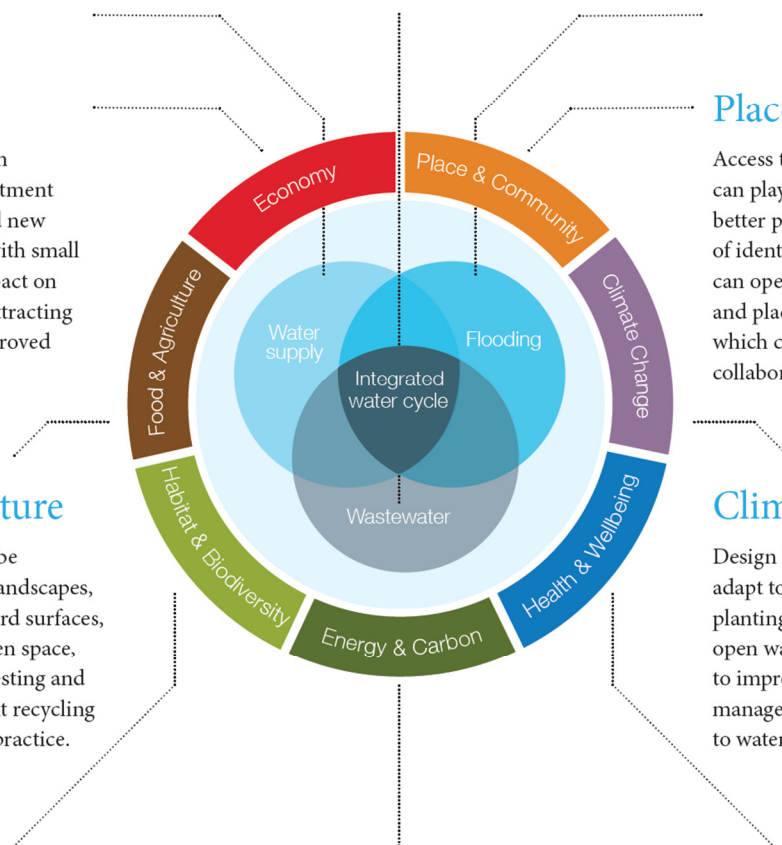 Economy
Place & Community
Climate Change
Health & Wellbeing
Energy & Carbon
Habitat & Biodiversity
Food & Agriculture
Water
supply
Flooding
Integrated
water cycle
Wastewater
tment
new
ith small
act on
ttracting
roved
ture
be
andscapes,
rd surfaces,
en space,
esting and
t recycling
practice.
Plac
Access t
can play
better p
of ident
can ope
and plac
which c
collabor
Clim
Design
adapt to
planting
open wa
to impr
manage
to water